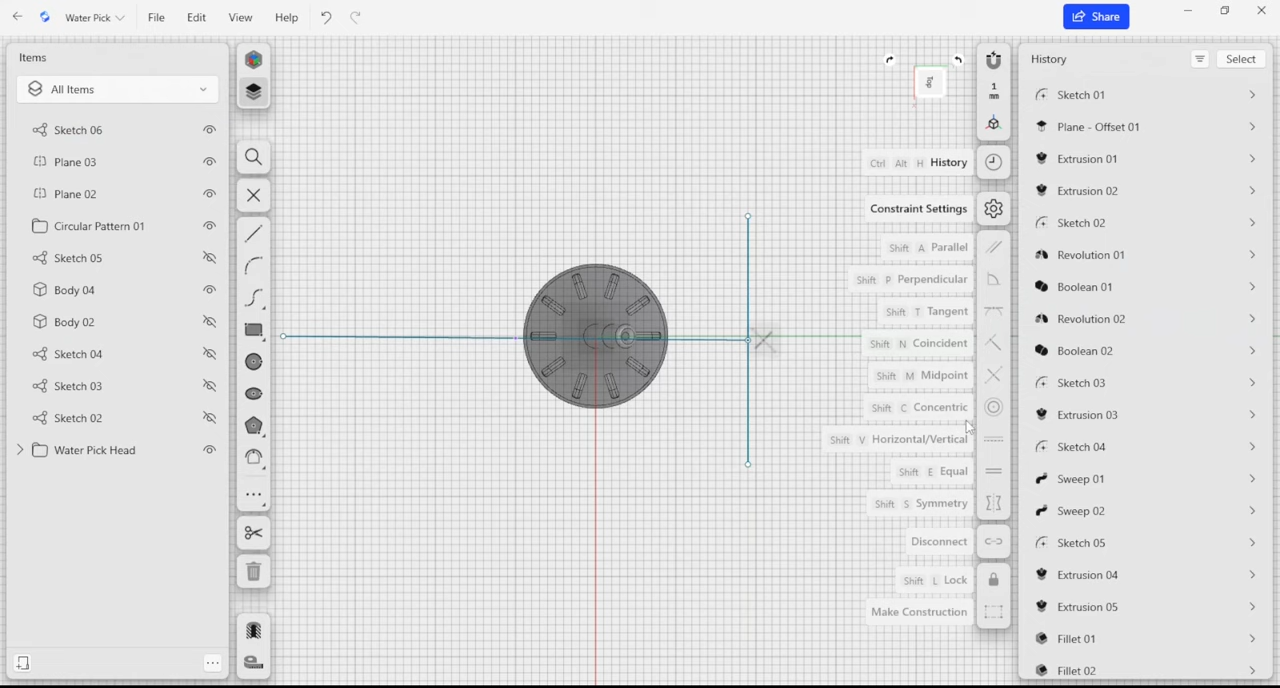 Water Pick File Edit View Help Share
Items
All Items
Sketch 06
Plane 03
Plane 02
Circular Pattern 01
Sketch 05
Body 04
Body 02
Sketch 04
Sketch 03
Sketch 02
Water Pick Head
Top
1
mm
Ctrl Alt H History
Constraint Settings
Shift A Parallel
Shift P Perpendicular
Shift T Tangent
Shift N Coincident
Shift M Midpoint
Shift C Concentric
Shift V Horizontal/Vertical
Shift E Equal
Shift S Symmetry
Disconnect
Shift L Lock
Make Construction
History Select
Sketch 01
Plane - Offset 01
Extrusion 01
Extrusion 02
Sketch 02
Revolution 01
Boolean 01
Revolution 02
Boolean 02
Sketch 03
Extrusion 03
Sketch 04
Sweep 01
Sweep 02
Sketch 05
Extrusion 04
Extrusion 05
Fillet 01
Fillet 02